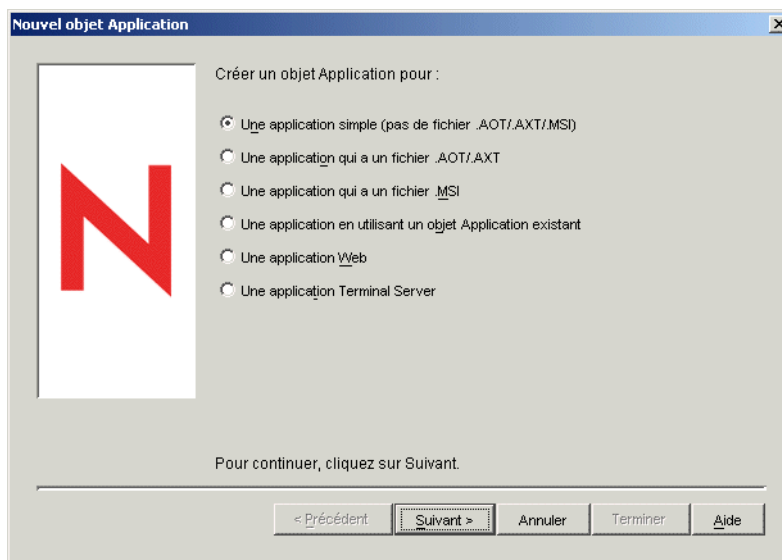 Nouvel objet Application
Créer un objet Application pour :
Une application simple (pas de fichier .AOT/.AXT/.MSI)
Une application qui a un fichier .AOT/.AXT
Une application qui a un fichier .MSI
Une application en utilisant un objet Application existant
Une application Web
Une application Terminal Server
Pour continuer, cliquez sur Suivant.
< Précédent Suivant > Annuler Terminer Aide